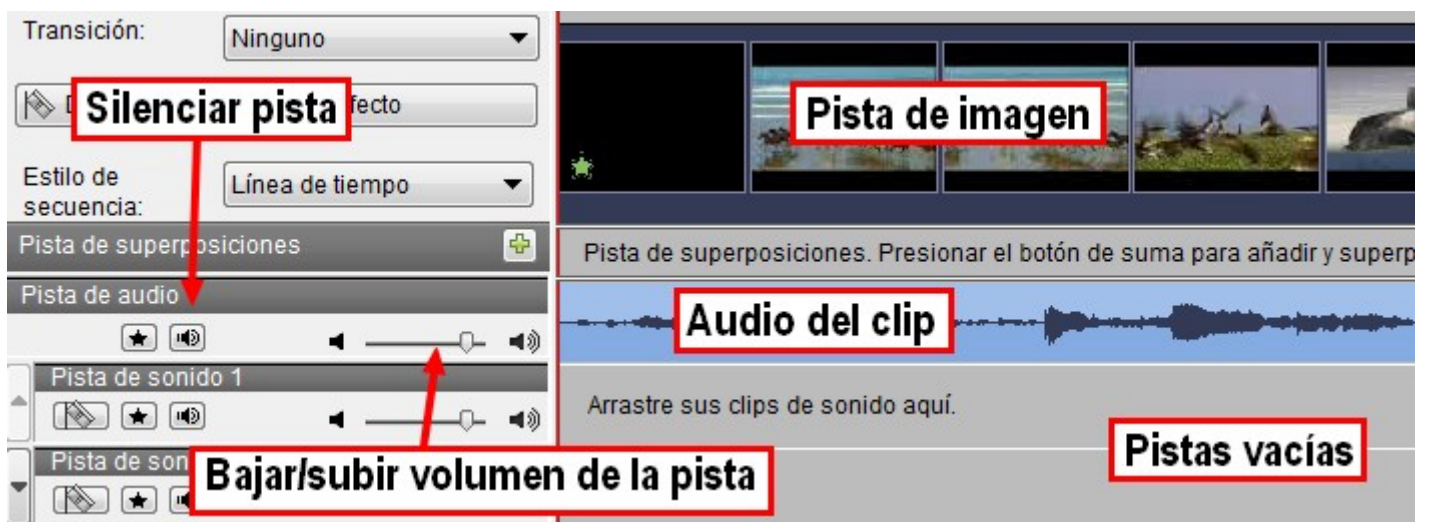 Transición:
Ninguno
Silenciar pista
fecto
Pista de imagen
Estilo de
secuencia:
Línea de tiempo
Pista de superposiciones
Pista de superposiciones. Presionar el botón de suma para añadir y superp
Pista de audio
Audio del clip
Pista de sonido 1
Arrastre sus clips de sonido aquí.
Pistas vacías
Pista de son
Bajar/subir volumen de la pista